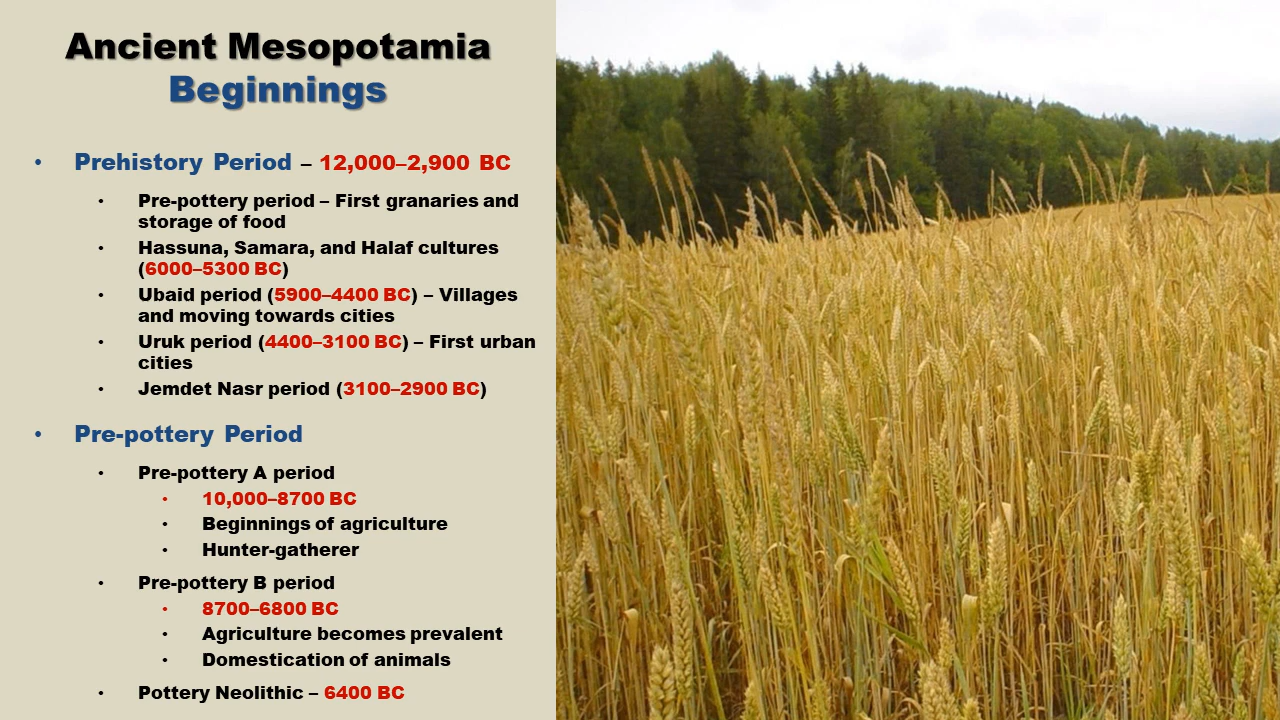 Ancient Mesopotamia
Beginnings
• Prehistory Period – 12,000–2,900 BC
• Pre-pottery period – First granaries and
storage of food
• Hassuna, Samara, and Halaf cultures
(6000–5300 BC)
• Ubaid period (5900–4400 BC) – Villages
and moving towards cities
• Uruk period (4400–3100 BC) – First urban
cities
• Jemdet Nasr period (3100–2900 BC)
• Pre-pottery Period
• Pre-pottery A period
• 10,000–8700 BC
• Beginnings of agriculture
• Hunter-gatherer
• Pre-pottery B period
• 8700–6800 BC
• Agriculture becomes prevalent
• Domestication of animals
• Pottery Neolithic – 6400 BC